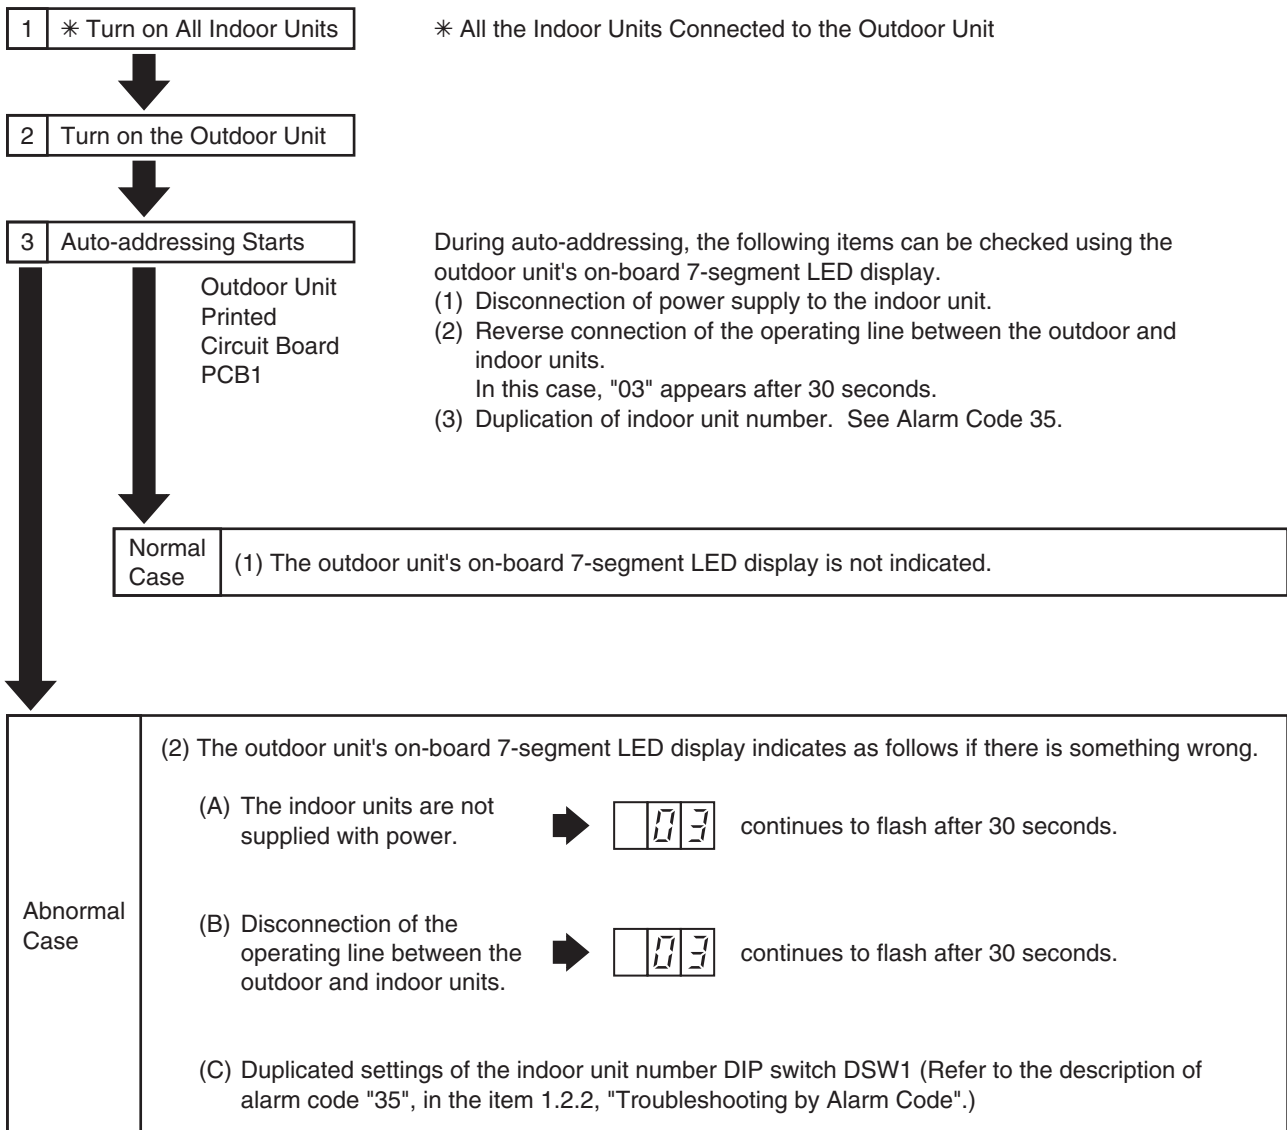 1 ✳ Turn on All Indoor Units
✳ All the Indoor Units Connected to the Outdoor Unit
2 Turn on the Outdoor Unit
3 Auto-addressing Starts
Outdoor Unit
Printed
Circuit Board
PCB1
During auto-addressing, the following items can be checked using the
outdoor unit's on-board 7-segment LED display.
(1) Disconnection of power supply to the indoor unit.
(2) Reverse connection of the operating line between the outdoor and
indoor units.
In this case, "03" appears after 30 seconds.
(3) Duplication of indoor unit number. See Alarm Code 35.
Normal
Case
(1) The outdoor unit's on-board 7-segment LED display is not indicated.
Abnormal
Case
(2) The outdoor unit's on-board 7-segment LED display indicates as follows if there is something wrong.
(A) The indoor units are not
supplied with power.
03
continues to flash after 30 seconds.
(B) Disconnection of the
operating line between the
outdoor and indoor units.
03
continues to flash after 30 seconds.
(C) Duplicated settings of the indoor unit number DIP switch DSW1 (Refer to the description of
alarm code "35", in the item 1.2.2, "Troubleshooting by Alarm Code".)